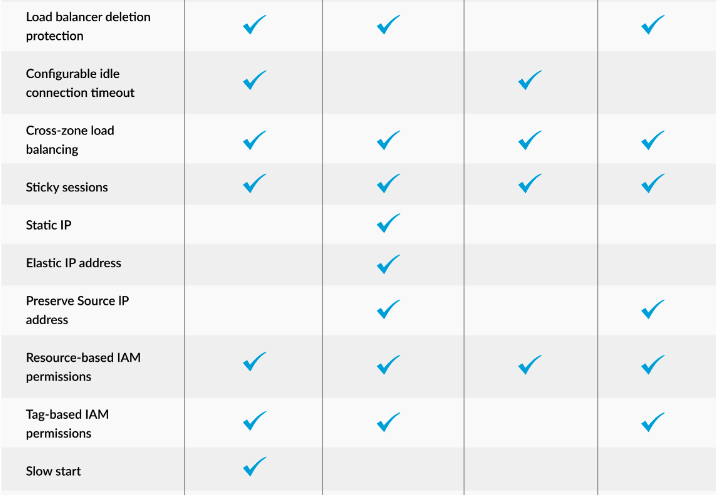 Load balancer deletion
protection
Configurable idle
connection timeout
Cross-zone load
balancing
Sticky sessions
Static IP
Elastic IP address
Preserve Source IP
address
Resource-based IAM
permissions
Tag-based IAM
permissions
Slow start